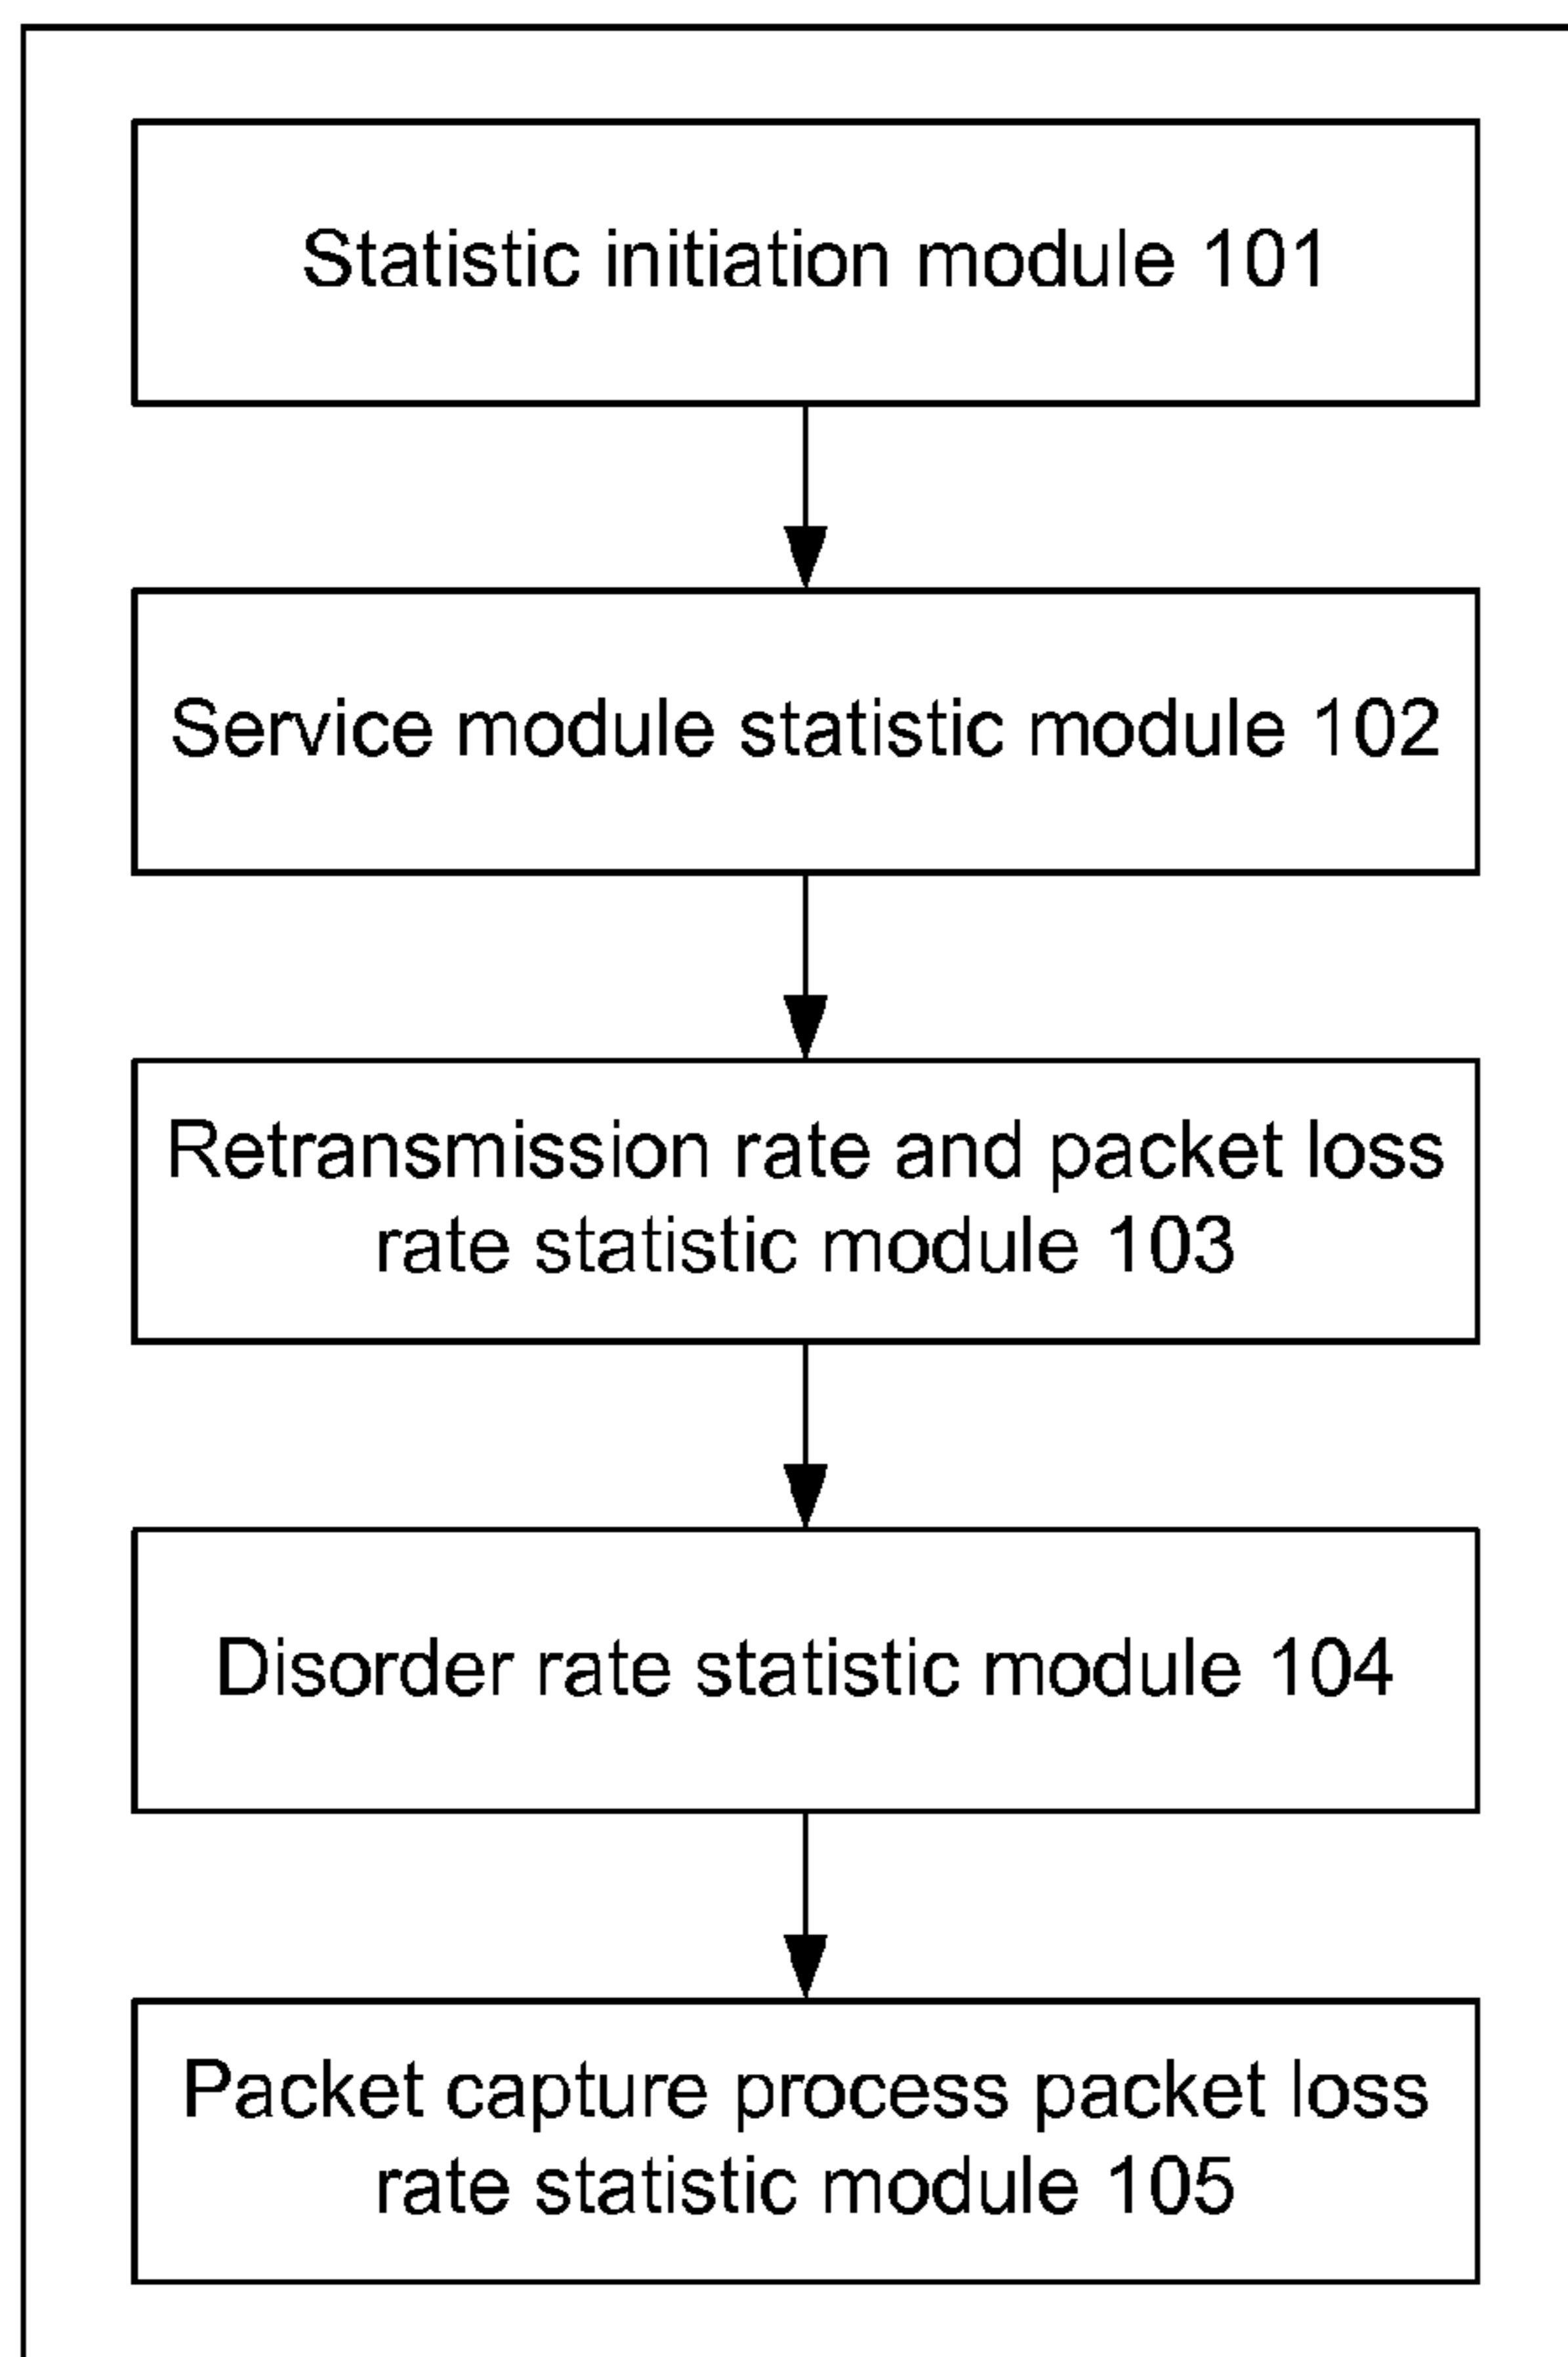 Statistic initiation module 101
Service module statistic module 102
Retransmission rate and packet loss
rate statistic module 103
Disorder rate statistic module 104
Packet capture process packet loss
rate statistic module 105